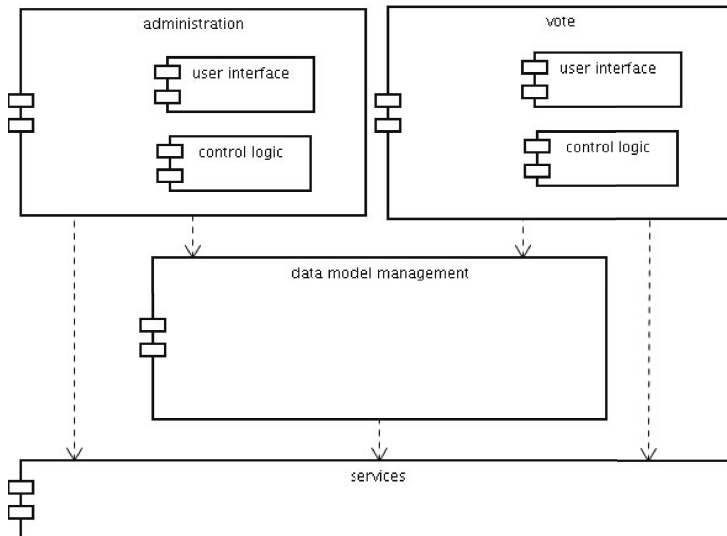 administration
vote
user interface
user interface
control logic
control logic
data model management
services